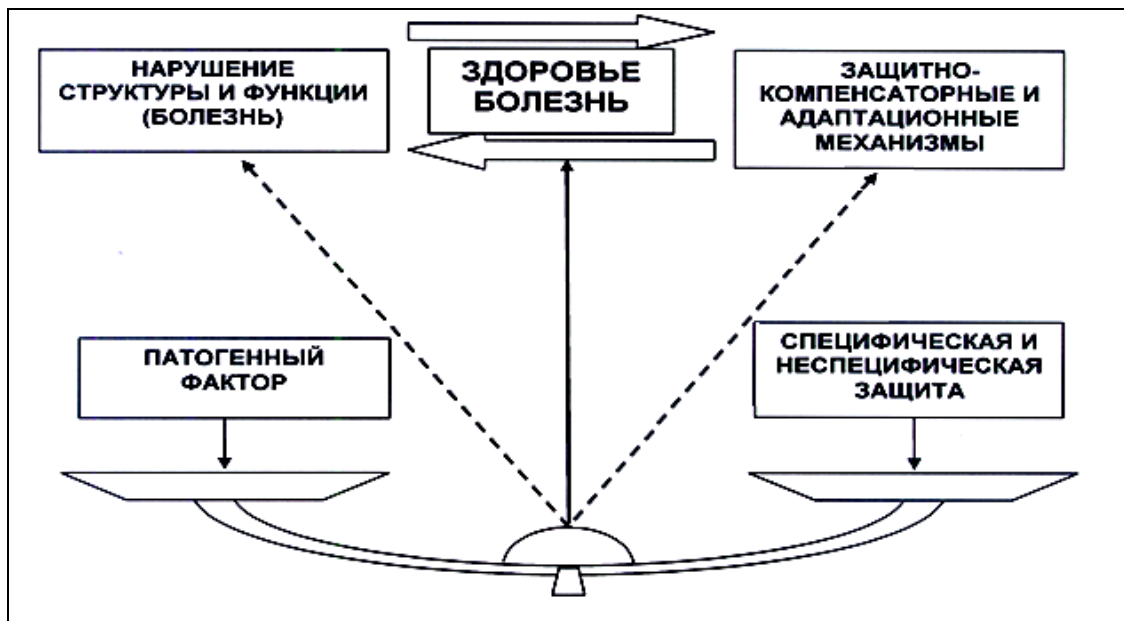 НАРУШЕНИЕ
СТРУКТУРЫ И ФУНКЦИИ
(БОЛЕЗНЬ)
ЗДОРОВЬЕ
БОЛЕЗНЬ
ЗАЩИТНО-
КОМПЕНСАТОРНЫЕ И
АДАПТАЦИОННЫЕ
МЕХАНИЗМЫ
ПАТОГЕННЫЙ
ФАКТОР
СПЕЦИФИЧЕСКАЯ И
НЕСПЕЦИФИЧЕСКАЯ
ЗАЩИТА